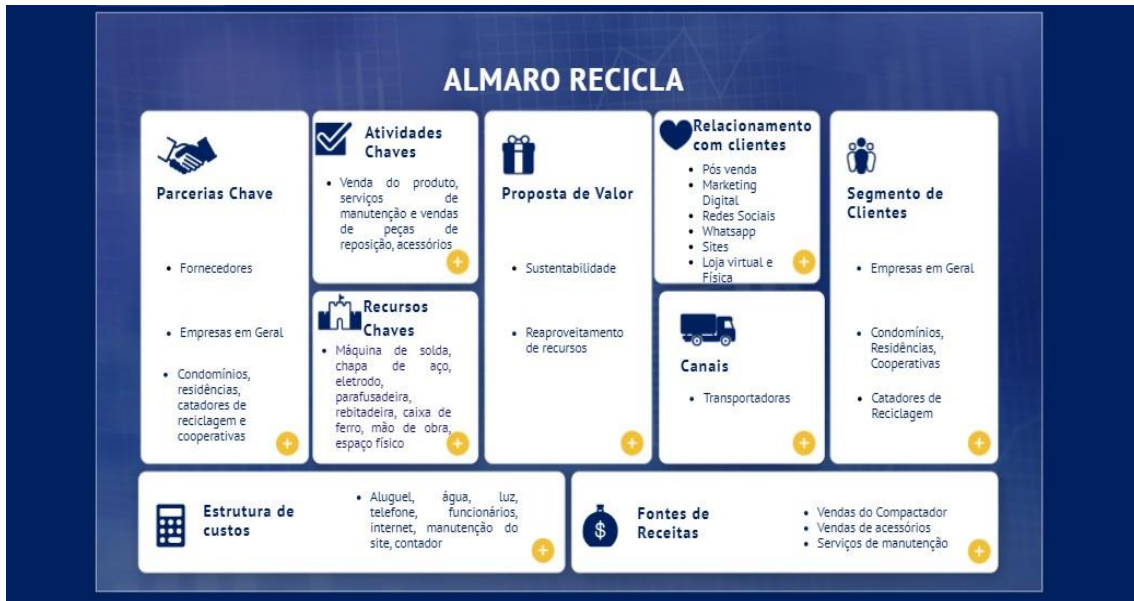 ALMARO RECICLA
Parcerias Chave
• Fornecedores
• Empresas em Geral
• Condomínios,
residências,
catadores de
reciclagem e
cooperativas
Atividades
Chaves
• Venda do produto,
serviços de
manutenção e vendas
de peças de
reposição, acessórios
Recursos
Chaves
• Máquina de solda,
chapa de aço,
eletrodo,
parafusadeira,
rebitadeira, caixa de
ferro, mão de obra,
espaço físico
Proposta de Valor
• Sustentabilidade
• Reaproveitamento
de recursos
Relacionamento
com clientes
• Pós venda
• Marketing
Digital
• Redes Sociais
• Whatsapp
• Sites
• Loja virtual e
Física
Canais
• Transportadoras
Segmento de
Clientes
• Empresas em Geral
• Condomínios,
Residências,
Cooperativas
• Catadores de
Reciclagem
Estrutura de
custos
• Aluguel, água, luz,
telefone, funcionários,
internet, manutenção do
site, contador
Fontes de
Receitas
• Vendas do Compactador
• Vendas de acessórios
• Serviços de manutenção